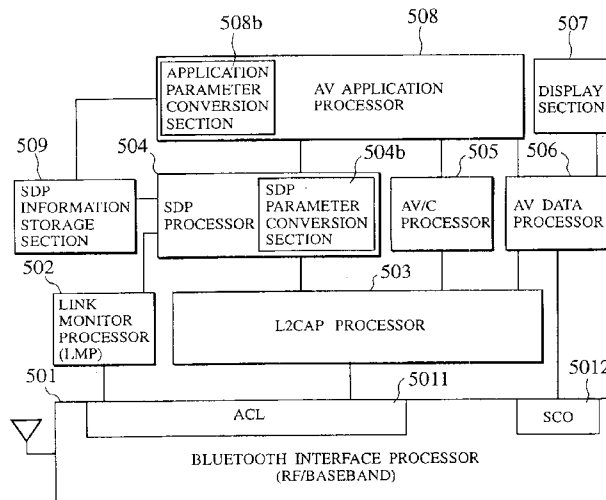 508b
508
507
APPLICATION
PARAMETER
CONVERSION
SECTION
AV APPLICATION
PROCESSOR
DISPLAY
SECTION
509
504
504b
505
506
SDP
INFORMATION
STORAGE
SECTION
SDP
PROCESSOR
SDP
PARAMETER
CONVERSION
SECTION
AV/C
PROCESSOR
AV DATA
PROCESSOR
502
503
LINK
MONITOR
PROCESSOR
(LMP)
L2CAP PROCESSOR
501
5011
5012
ACL
SCO
BLUETOOTH INTERFACE PROCESSOR
(RF/BASEBAND)